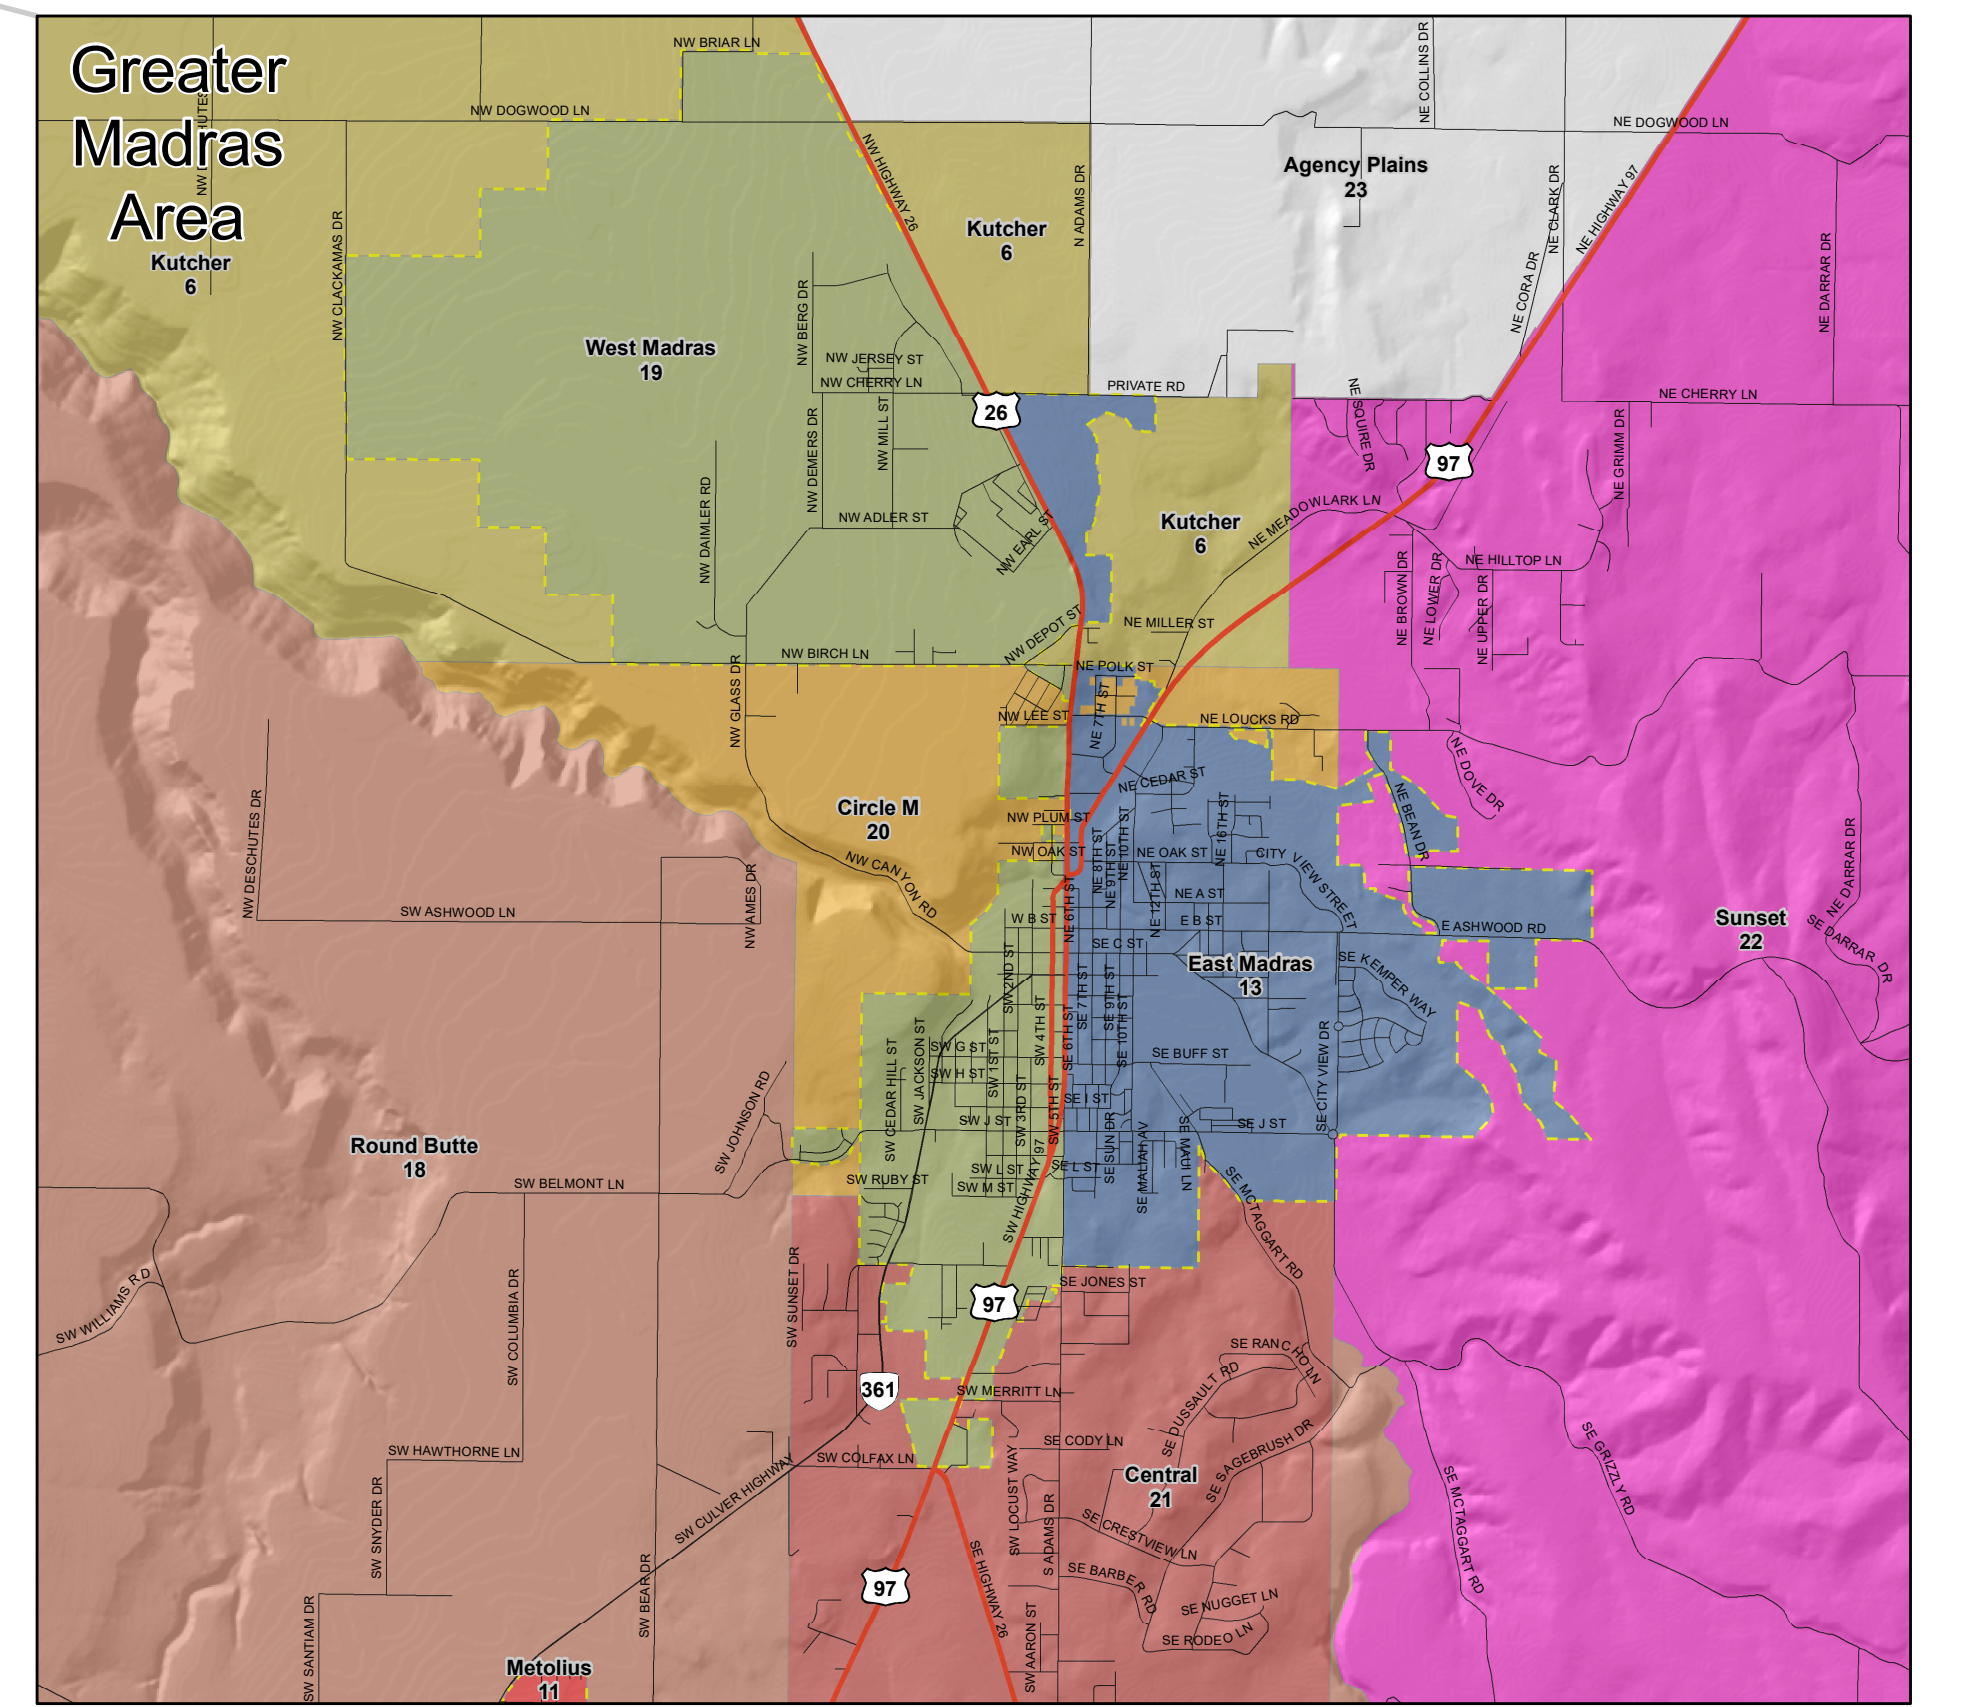 Greater
Madras
Area
NW BRIAR LN
NW DOGWOOD LN
NE COLLINS DR
NE DOGWOOD LN
NW HIGHWAY 26
N ADAMS DR
Agency Plains
23
NE CLARK DR
NE HIGHWAY 97
NE CORA DR
NE DARRAR DR
Kutcher
6
Kutcher
6
NW CLACKAMAS DR
West Madras
19
NW BERG DR
NW JERSEY ST
NW CHERRY LN
PRIVATE RD
NE CHERRY LN
26
NE SQUIRE DR
97
NE GRIMM DR
NW DEMERS DR
NW MILL ST
NW DAIMLER RD
NW ADLER ST
NW EARL ST
Kutcher
6
NE MEADOWLARK LN
NE HILLTOP LN
NE BROWN DR
NE LOWER DR
NE UPPER DR
NW DEPOT ST
NE MILLER ST
NW BIRCH LN
NE POLK ST
NW GLASS DR
NW LEE ST
NE 7TH ST
NE LOUCKS RD
NE CEDAR ST
NE DOVE DR
NE BEAN DR
Circle M
20
NW PLUM ST
NW OAK ST
NE 8TH ST
NE 9TH ST
NE 10TH ST
NE OAK ST
NE 16TH ST
CITY VIEW STREET
NW CANYON RD
NE 12TH ST
NE A ST
NE 6TH ST
W B ST
E B ST
E ASHWOOD RD
NW DESCHUTES DR
SW ASHWOOD LN
NW AMES DR
NE DARRAR DR
SE DARRAR DR
Sunset
22
SE C ST
East Madras
13
SE KEMPER WAY
SW 2ND ST
SE 7TH ST
SE 9TH ST
SE 10TH ST
SW 4TH ST
SE 6TH ST
SW JACKSON ST
SW CEDAR HILL ST
SW G ST
SW 1ST ST
SW H ST
SE BUFF ST
SE CITY VIEW DR
SW 3RD ST
SW 5TH ST
SE I ST
SW J ST
SE J ST
SE SUN DR
SE MALIAH AV
SE MAUI LN
SW JOHNSON RD
Round Butte
18
SW BELMONT LN
SW RUBY ST
SW L ST
SE L ST
SW M ST
SW HIGHWAY 97
SE MCTAGGART RD
SW WILLIAMS RD
SW COLUMBIA DR
SW SUNSET DR
SE JONES ST
97
SE RANCHO LN
SE DUSSAULT RD
361
SW MERRITT LN
SE CODY LN
SE SAGEBRUSH DR
SW HAWTHORNE LN
SW COLFAX LN
SW CULVER HIGHWAY
Central
21
SE GRIZZLY RD
SE MCTAGGART RD
SW SNYDER DR
SW LOCUST WAY
S ADAMS DR
SE CRESTVIEW LN
SE HIGHWAY 26
SE BARBER RD
97
SW BEAR DR
SE NUGGET LN
SE RODEO LN
SW AARON ST
SW SANTIAM DR
Metolius
11